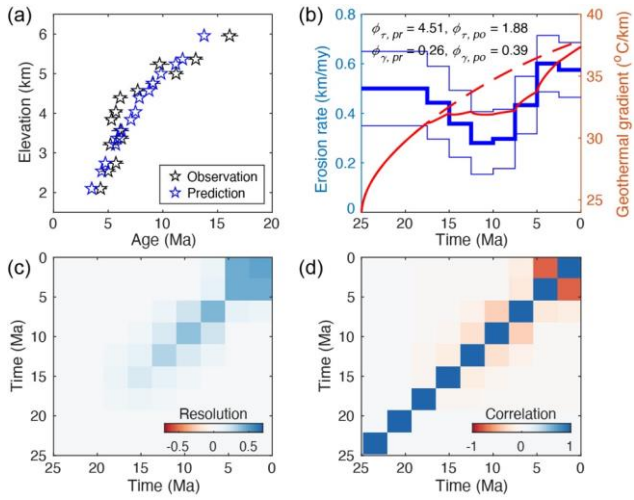 (a)
Elevation (km)
6
5
4
3
2
Observation
Prediction
0 5 10 15 20
Age (Ma)
(b)
ϕτ, pr = 4.51, ϕτ, po = 1.88
ϕγ, pr = 0.26, ϕγ, po = 0.39
Erosion rate (km/my)
0.8
0.6
0.4
0.2
0
Geothermal gradient (°C/km)
40
35
30
25
25 20 15 10 5 0
Time (Ma)
(c)
Time (Ma)
0
5
10
15
20
25
Resolution
-0.5 0 0.5
25 20 15 10 5 0
Time (Ma)
(d)
Time (Ma)
0
5
10
15
20
25
Correlation
-1 0 1
25 20 15 10 5 0
Time (Ma)